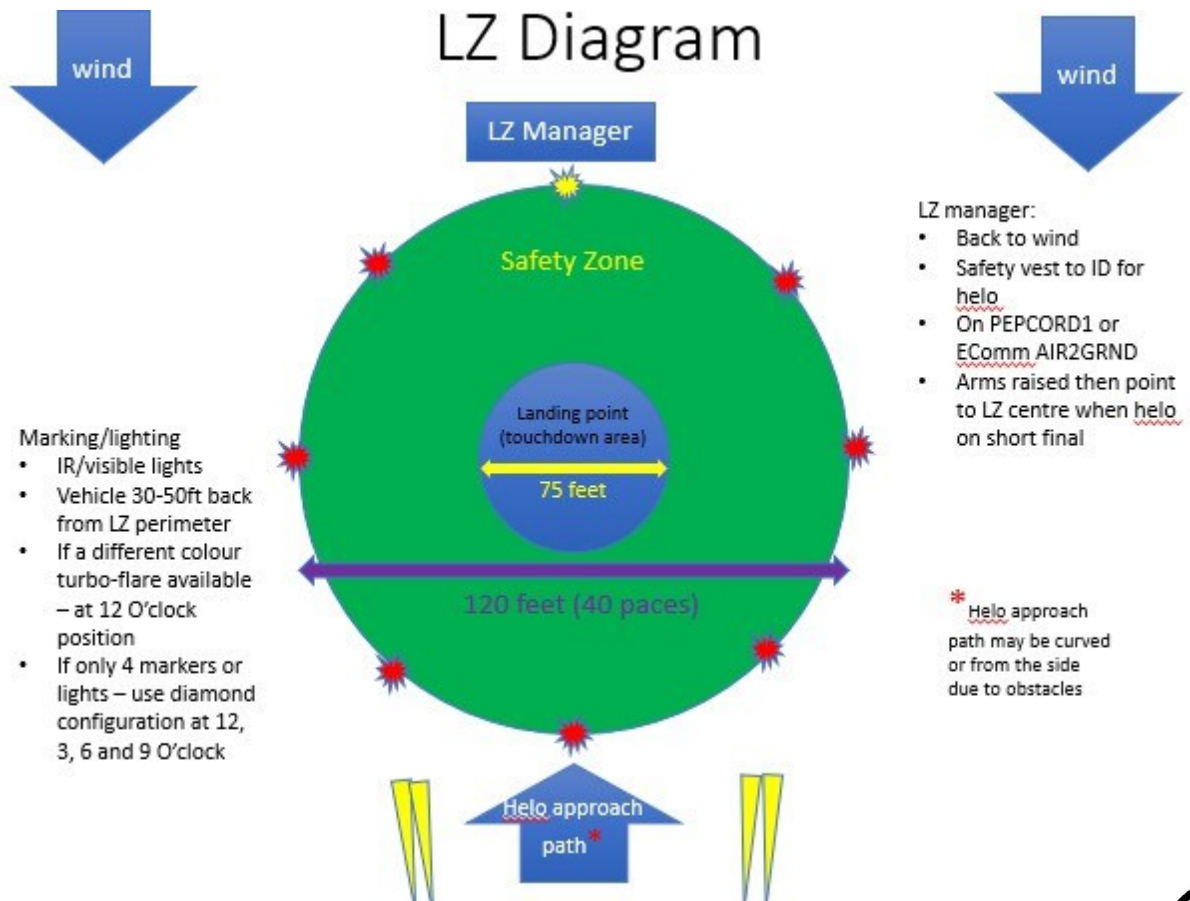 LZ Diagram
wind
wind
LZ Manager
Safety Zone
Landing point
(touchdown area)
75 feet
120 feet (40 paces)
Helo approach
path*
Marking/lighting
• IR/visible lights
• Vehicle 30-50ft back
from LZ perimeter
• If a different colour
turbo-flare available
– at 12 O'clock
position
• If only 4 markers or
lights – use diamond
configuration at 12,
3, 6 and 9 O'clock
LZ manager:
• Back to wind
• Safety vest to ID for
helo
• On PEPCORD1 or
EComm AIR2GRND
• Arms raised then point
to LZ centre when helo
on short final
*Helo approach
path may be curved
or from the side
due to obstacles